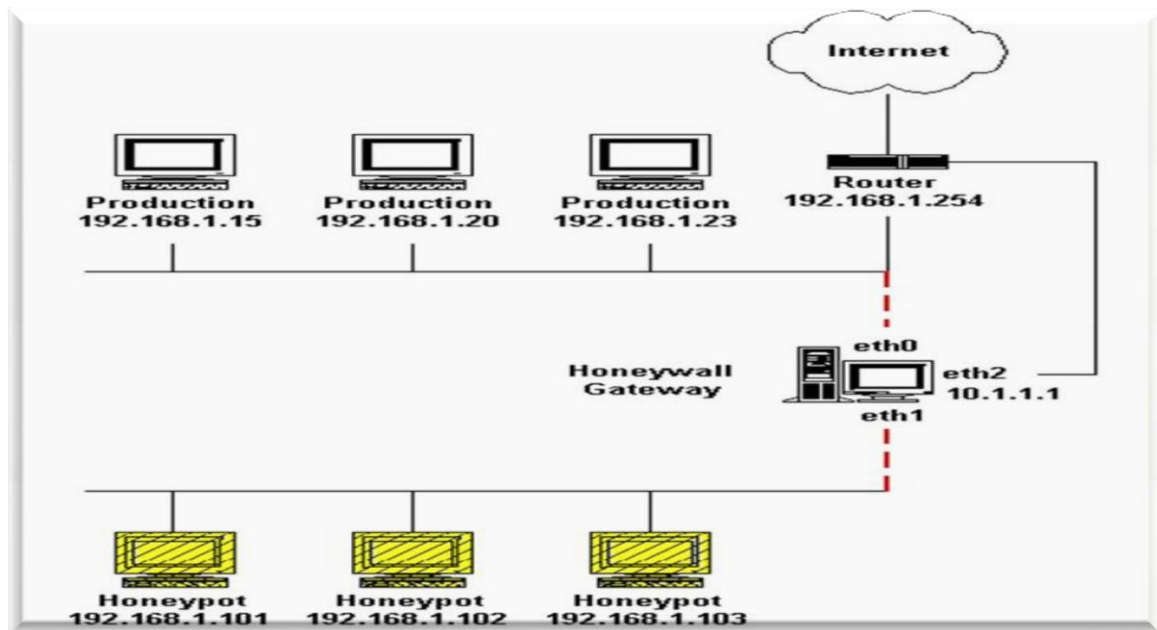 Internet
Production
192.168.1.15
Production
192.168.1.20
Production
192.168.1.23
Router
192.168.1.254
Honeywall
Gateway
eth0
eth2
10.1.1.1
eth1
Honeypot
192.168.1.101
Honeypot
192.168.1.102
Honeypot
192.168.1.103